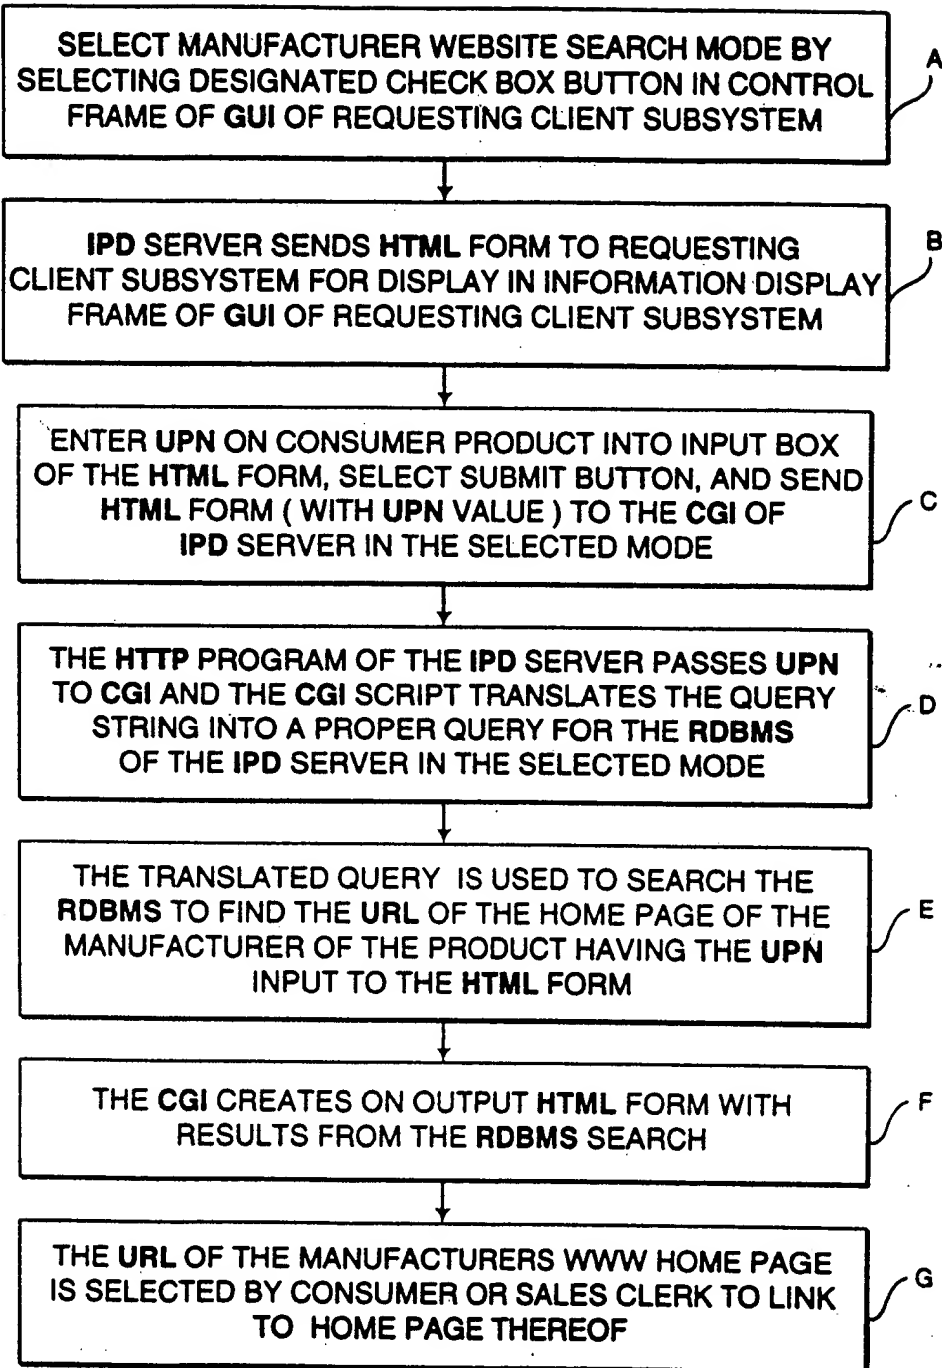 SELECT MANUFACTURER WEBSITE SEARCH MODE BY
SELECTING DESIGNATED CHECK BOX BUTTON IN CONTROL
FRAME OF GUI OF REQUESTING CLIENT SUBSYSTEM
A
IPD SERVER SENDS HTML FORM TO REQUESTING
CLIENT SUBSYSTEM FOR DISPLAY IN INFORMATION DISPLAY
FRAME OF GUI OF REQUESTING CLIENT SUBSYSTEM
B
ENTER UPN ON CONSUMER PRODUCT INTO INPUT BOX
OF THE HTML FORM, SELECT SUBMIT BUTTON, AND SEND
HTML FORM ( WITH UPN VALUE ) TO THE CGI OF
IPD SERVER IN THE SELECTED MODE
C
THE HTTP PROGRAM OF THE IPD SERVER PASSES UPN
TO CGI AND THE CGI SCRIPT TRANSLATES THE QUERY
STRING INTO A PROPER QUERY FOR THE RDBMS
OF THE IPD SERVER IN THE SELECTED MODE
D
THE TRANSLATED QUERY IS USED TO SEARCH THE
RDBMS TO FIND THE URL OF THE HOME PAGE OF THE
MANUFACTURER OF THE PRODUCT HAVING THE UPN
INPUT TO THE HTML FORM
E
THE CGI CREATES ON OUTPUT HTML FORM WITH
RESULTS FROM THE RDBMS SEARCH
F
THE URL OF THE MANUFACTURERS WWW HOME PAGE
IS SELECTED BY CONSUMER OR SALES CLERK TO LINK
TO HOME PAGE THEREOF
G